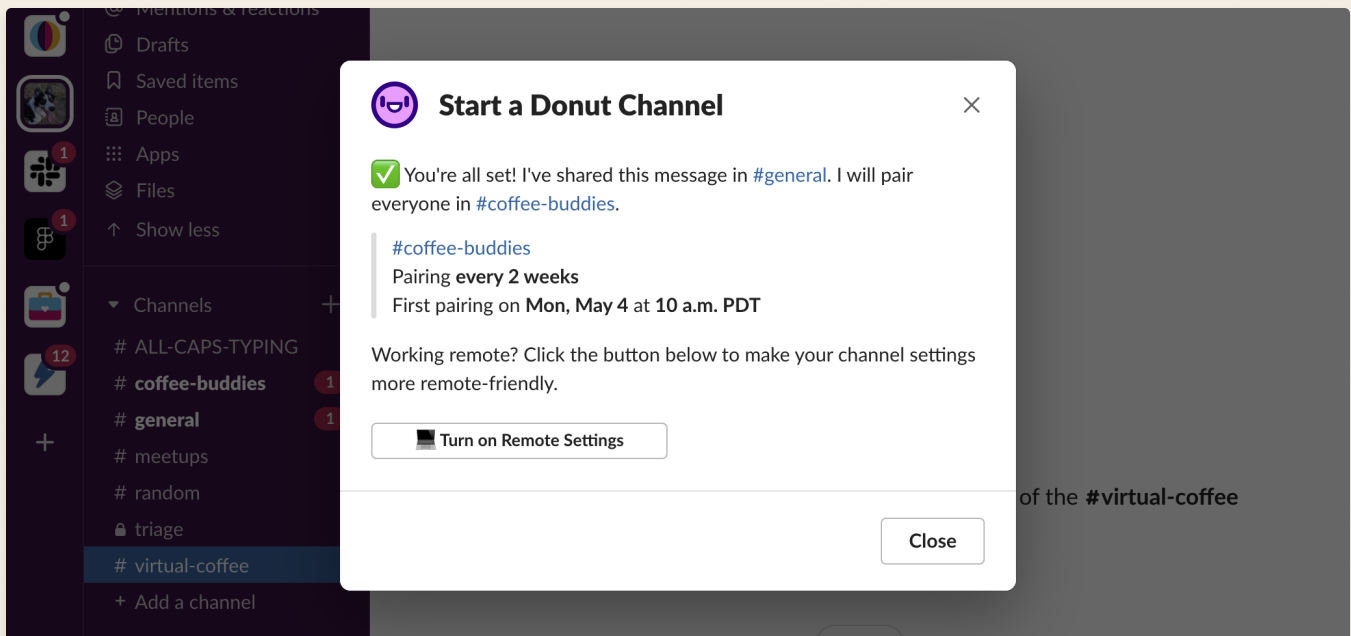 Mentions & reactions
Drafts
Saved items
People
Apps
Files
Show less
1
1
12
Channels
# ALL-CAPS-TYPING
# coffee-buddies 1
# general 1
# meetups
# random
triage
# virtual-coffee
+ Add a channel
Start a Donut Channel
You're all set! I've shared this message in #general. I will pair
everyone in #coffee-buddies.
#coffee-buddies
Pairing every 2 weeks
First pairing on Mon, May 4 at 10 a.m. PDT
Working remote? Click the button below to make your channel settings
more remote-friendly.
Turn on Remote Settings
Close
of the #virtual-coffee